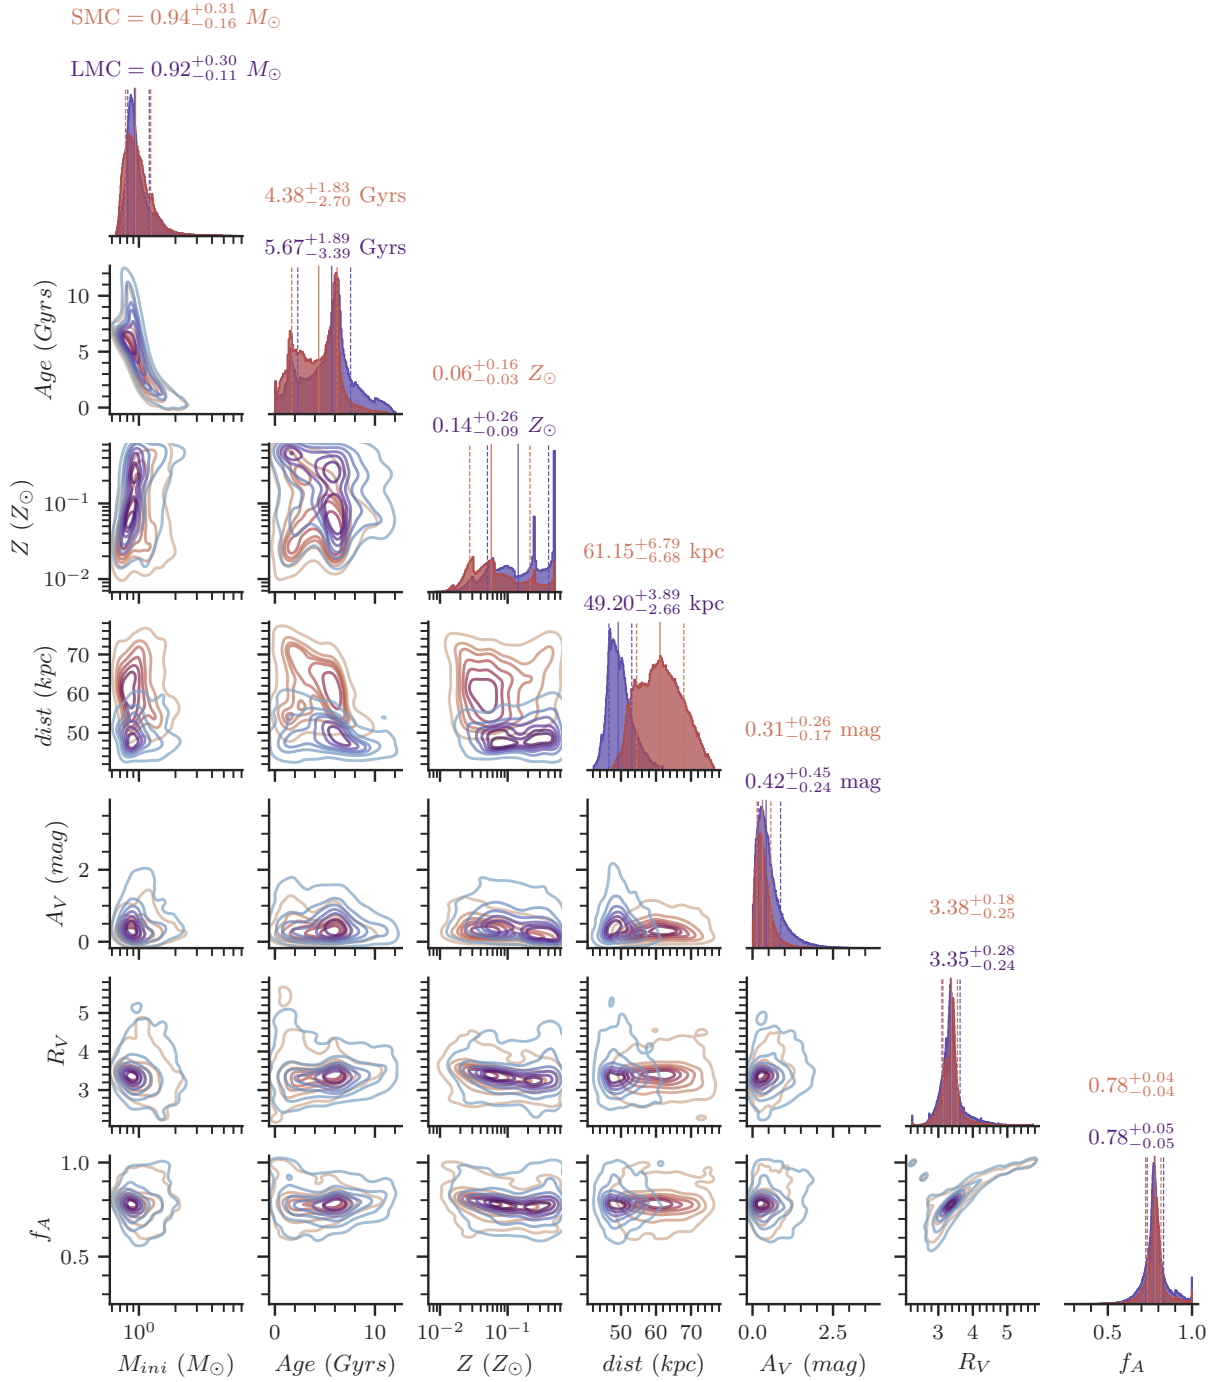 SMC = 0.94^{+0.31}_{-0.16} M_⊙
LMC = 0.92^{+0.30}_{-0.11} M_⊙
4.38^{+1.83}_{-2.70} Gyrs
5.67^{+1.89}_{-3.39} Gyrs
10
5
0
Age (Gyrs)
0.06^{+0.16}_{-0.03} Z_⊙
0.14^{+0.26}_{-0.09} Z_⊙
10^{-1}
10^{-2}
Z (Z_⊙)
61.15^{+6.79}_{-6.68} kpc
49.20^{+3.89}_{-2.66} kpc
70
60
50
dist (kpc)
0.31^{+0.26}_{-0.17} mag
0.42^{+0.45}_{-0.24} mag
2
0
A_V (mag)
3.38^{+0.18}_{-0.25}
3.35^{+0.28}_{-0.24}
5
4
3
R_V
0.78^{+0.04}_{-0.04}
0.78^{+0.05}_{-0.05}
1.0
0.5
f_A
10^0 0 10 10^{-2} 10^{-1} 50 60 70 0.0 2.5 3 4 5 0.5 1.0
M_{ini} (M_⊙) Age (Gyrs) Z (Z_⊙) dist (kpc) A_V (mag) R_V f_A